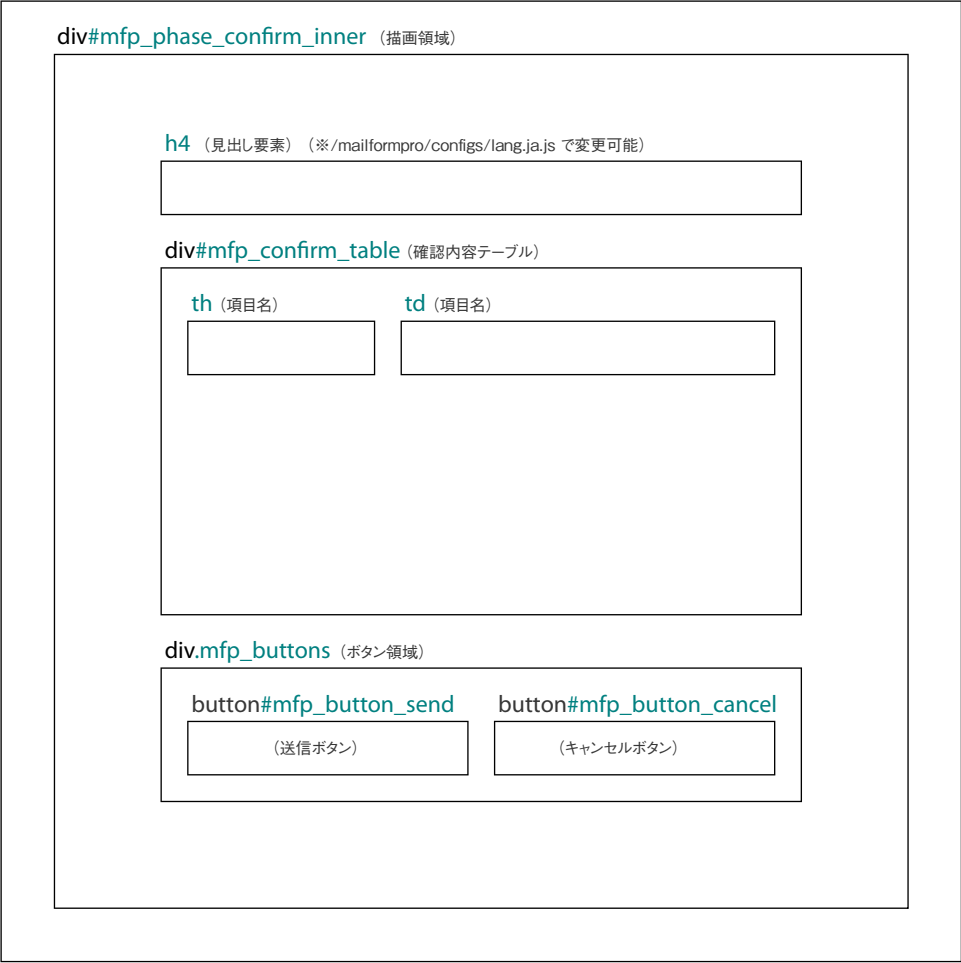 div#mfp_phase_confirm_inner（描画領域）
h4（見出し要素）（※/mailformpro/configs/lang.ja.js で変更可能）
div#mfp_confirm_table（確認内容テーブル）
th（項目名） td（項目名）
div.mfp_buttons（ボタン領域）
button#mfp_button_send button#mfp_button_cancel
（送信ボタン） （キャンセルボタン）